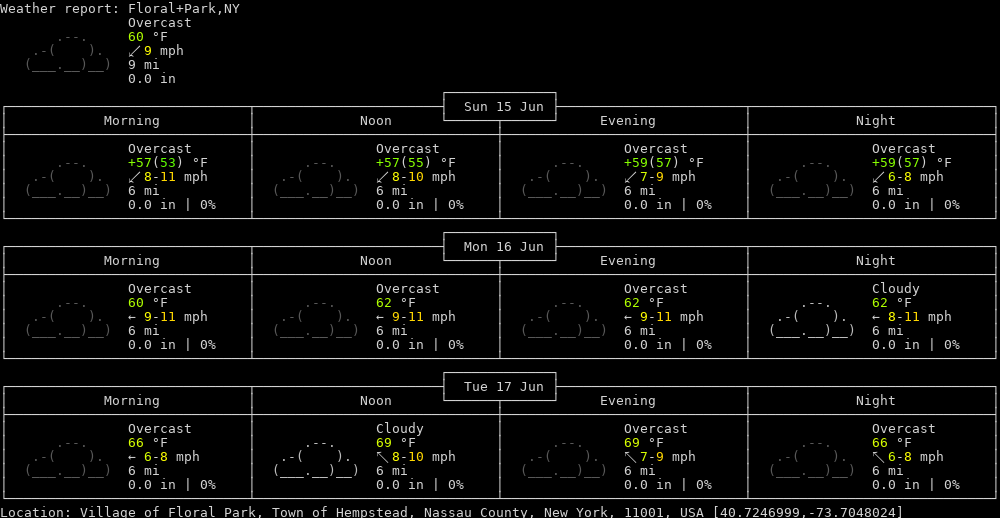 Weather report: Floral+Park,NY
Overcast
60 °F
↙ 9 mph
9 mi
0.0 in
Sun 15 Jun
Morning Noon Evening Night
Overcast Overcast Overcast Overcast
+57(53) °F +57(55) °F +59(57) °F +59(57) °F
↙ 8-11 mph ↙ 8-10 mph ↙ 7-9 mph ↙ 6-8 mph
6 mi 6 mi 6 mi 6 mi
0.0 in | 0% 0.0 in | 0% 0.0 in | 0% 0.0 in | 0%
Mon 16 Jun
Morning Noon Evening Night
Overcast Overcast Overcast Cloudy
60 °F 62 °F 62 °F 62 °F
← 9-11 mph ← 9-11 mph ← 9-11 mph ← 8-11 mph
6 mi 6 mi 6 mi 6 mi
0.0 in | 0% 0.0 in | 0% 0.0 in | 0% 0.0 in | 0%
Tue 17 Jun
Morning Noon Evening Night
Overcast Cloudy Overcast Overcast
66 °F 69 °F 69 °F 66 °F
← 6-8 mph ↖ 8-10 mph ↖ 7-9 mph ↖ 6-8 mph
6 mi 6 mi 6 mi 6 mi
0.0 in | 0% 0.0 in | 0% 0.0 in | 0% 0.0 in | 0%
Location: Village of Floral Park, Town of Hempstead, Nassau County, New York, 11001, USA [40.7246999,-73.7048024]